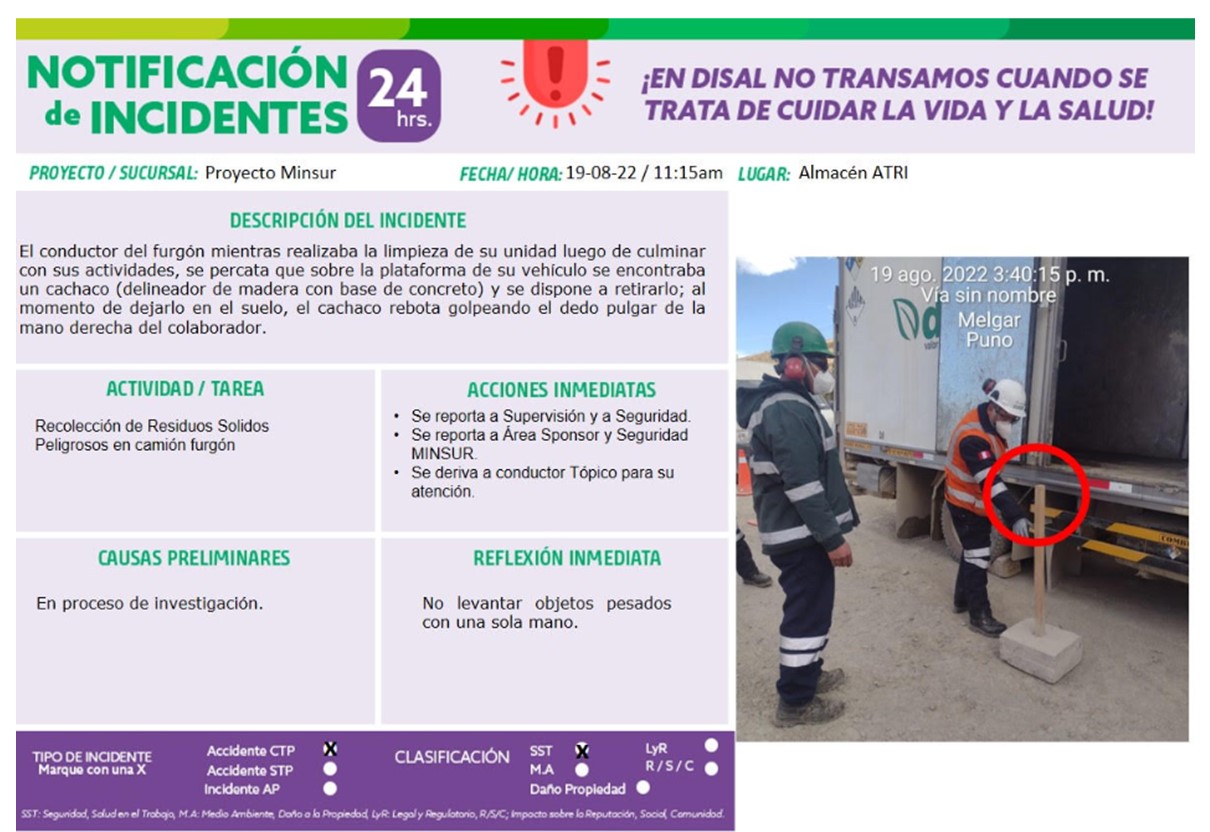 NOTIFICACIÓN
de INCIDENTES
24
hrs.
¡EN DISAL NO TRANSAMOS CUANDO SE
TRATA DE CUIDAR LA VIDA Y LA SALUD!
PROYECTO / SUCURSAL: Proyecto Minsur
FECHA/ HORA: 19-08-22 / 11:15am
LUGAR: Almacén ATRI
DESCRIPCIÓN DEL INCIDENTE
El conductor del furgón mientras realizaba la limpieza de su unidad luego de culminar
con sus actividades, se percata que sobre la plataforma de su vehículo se encontraba
un cachaco (delineador de madera con base de concreto) y se dispone a retirarlo; al
momento de dejarlo en el suelo, el cachaco rebota golpeando el dedo pulgar de la
mano derecha del colaborador.
ACTIVIDAD / TAREA
Recolección de Residuos Solidos
Peligrosos en camión furgón
ACCIONES INMEDIATAS
• Se reporta a Supervisión y a Seguridad.
• Se reporta a Área Sponsor y Seguridad
MINSUR.
• Se deriva a conductor Tópico para su
atención.
CAUSAS PRELIMINARES
En proceso de investigación.
REFLEXIÓN INMEDIATA
No levantar objetos pesados
con una sola mano.
19 ago. 2022 3:40:15 p. m.
Vía sin nombre
Melgar
Puno
TIPO DE INCIDENTE
Marque con una X
Accidente CTP X
Accidente STP
Incidente AP
CLASIFICACIÓN
SST X
M.A
Daño Propiedad
LyR
R/S/C
SST: Seguridad, Salud en el Trabajo, M.A: Medio Ambiente, Daño a la Propiedad, LyR: Legal y Regulatorio, R/S/C; Impacto sobre la Reputación, Social, Comunidad.